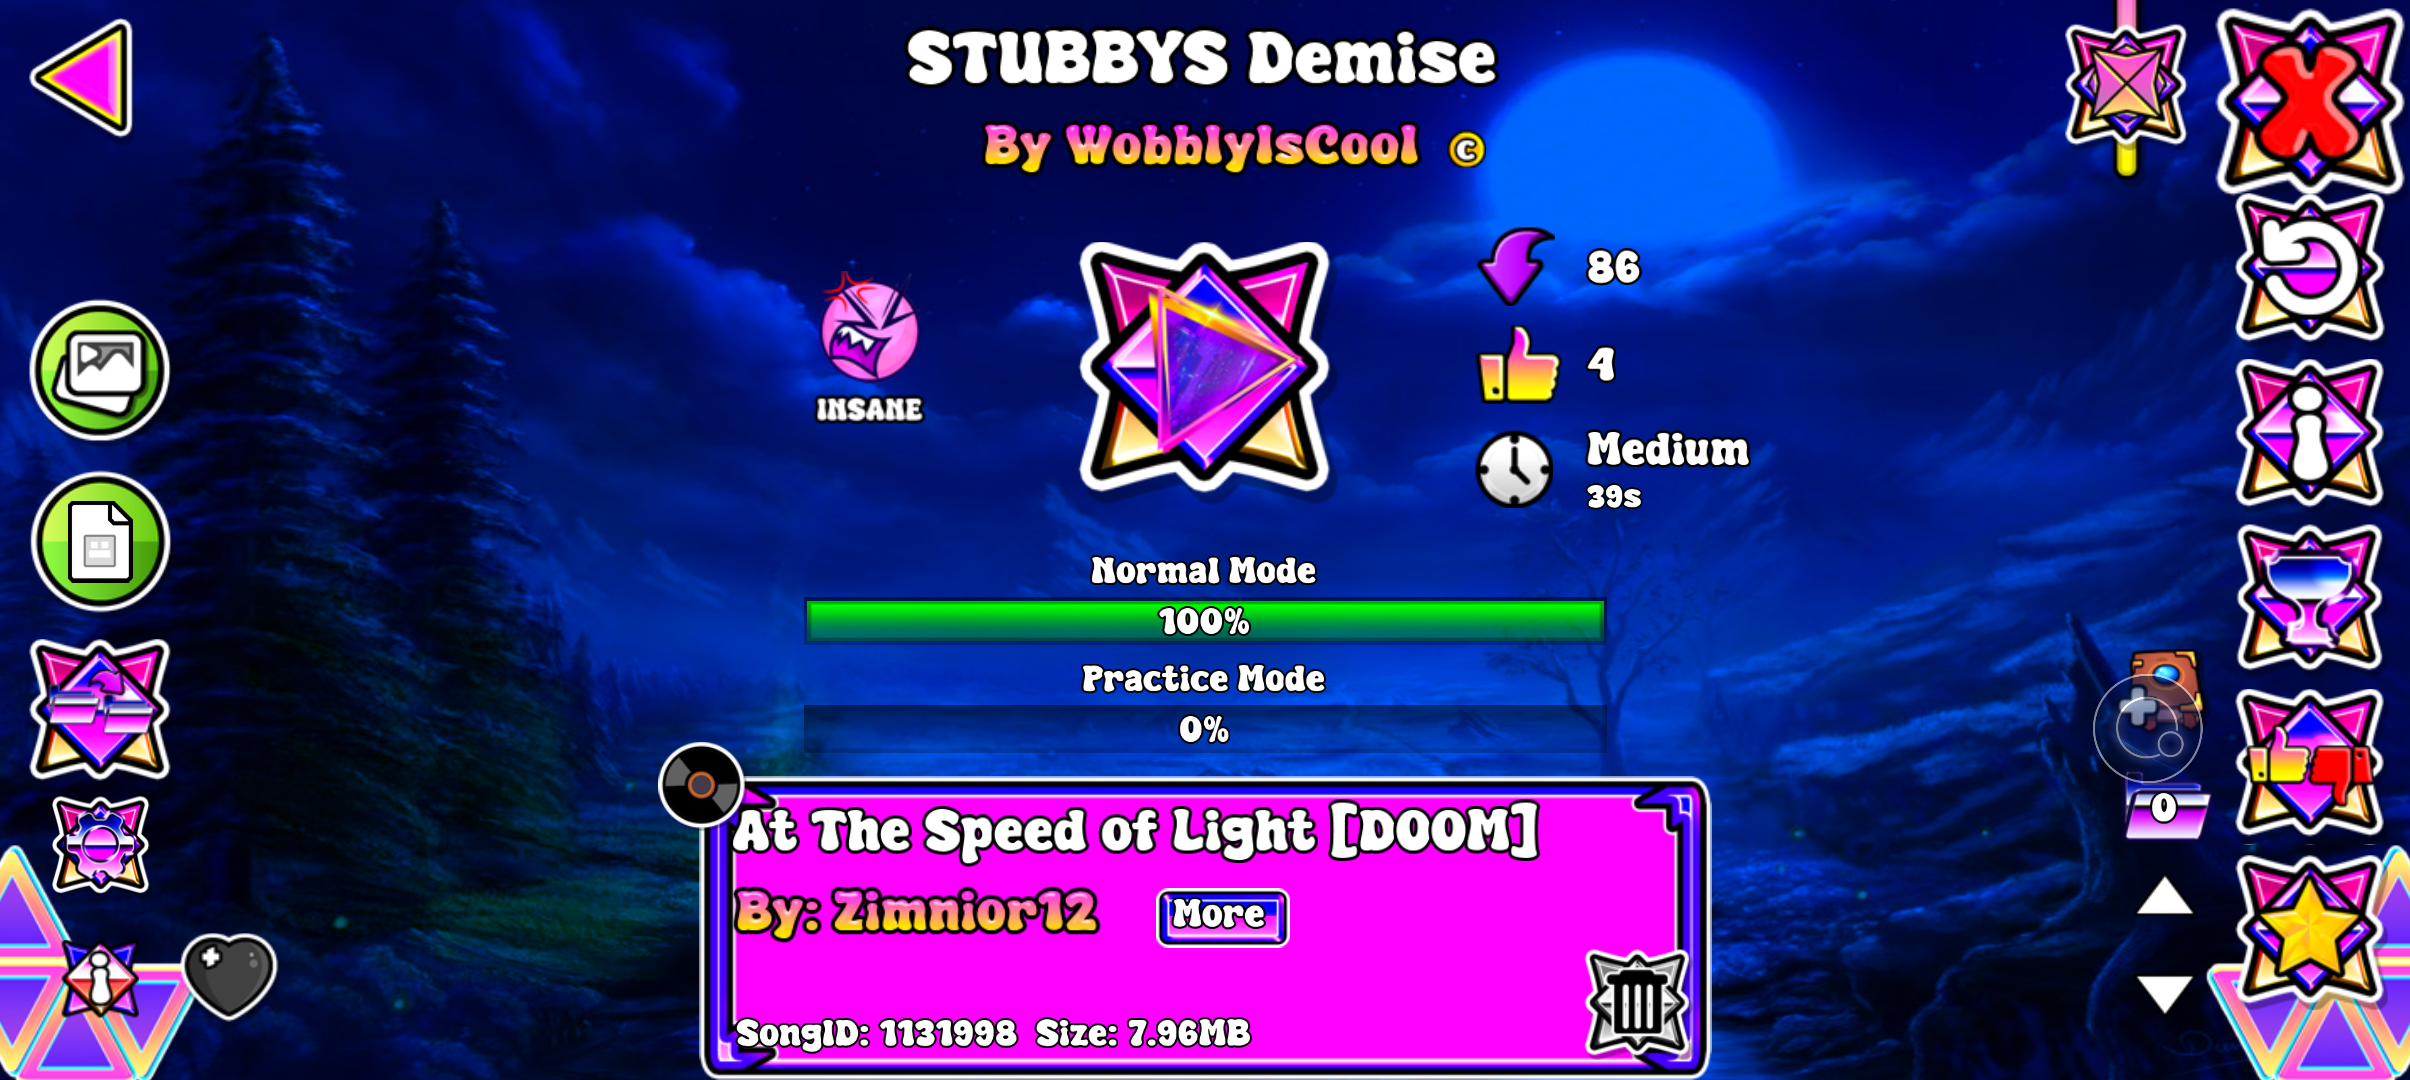 STUBBYS Demise
By WobblyIsCool ©
86
4
INSANE
Medium
39s
Normal Mode
100%
Practice Mode
0%
At The Speed of Light [DOOM]
By: Zimnior12
More
0
SongID: 1131998 Size: 7.96MB